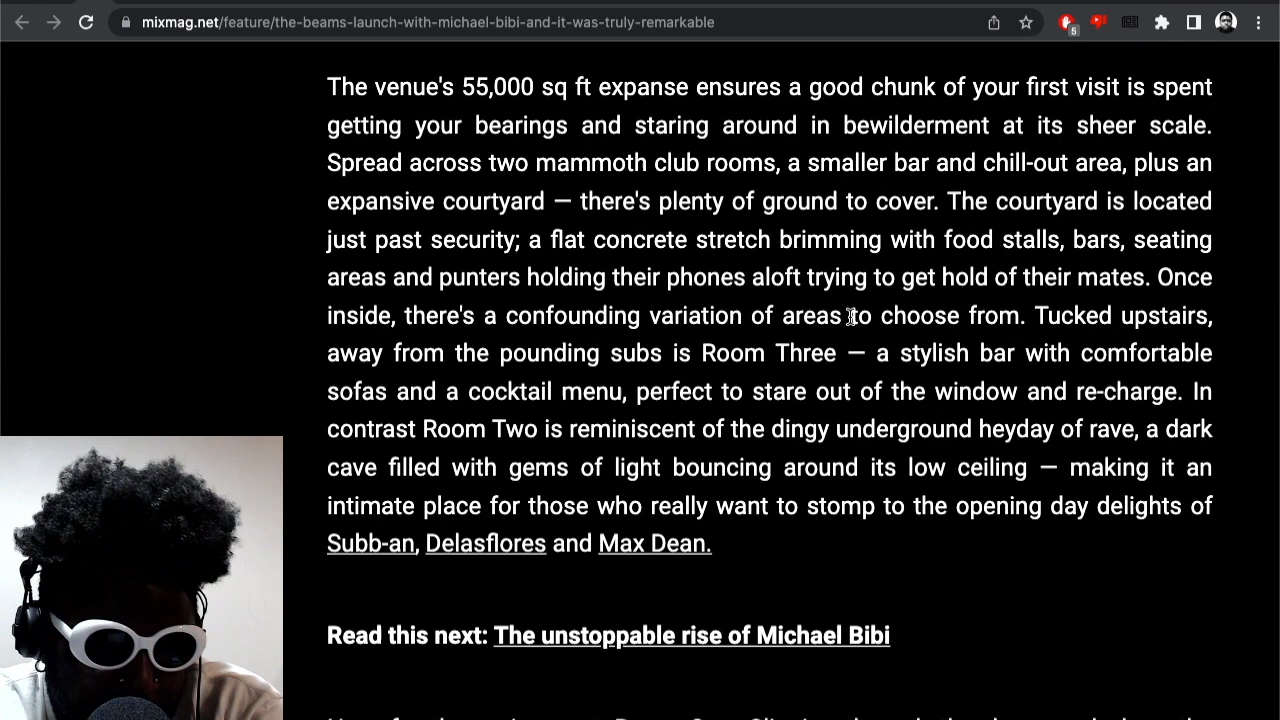 mixmag.net/feature/the-beams-launch-with-michael-bibi-and-it-was-truly-remarkable
5
The venue's 55,000 sq ft expanse ensures a good chunk of your first visit is spent
getting your bearings and staring around in bewilderment at its sheer scale.
Spread across two mammoth club rooms, a smaller bar and chill-out area, plus an
expansive courtyard — there's plenty of ground to cover. The courtyard is located
just past security; a flat concrete stretch brimming with food stalls, bars, seating
areas and punters holding their phones aloft trying to get hold of their mates. Once
inside, there's a confounding variation of areas to choose from. Tucked upstairs,
away from the pounding subs is Room Three — a stylish bar with comfortable
sofas and a cocktail menu, perfect to stare out of the window and re-charge. In
contrast Room Two is reminiscent of the dingy underground heyday of rave, a dark
cave filled with gems of light bouncing around its low ceiling — making it an
intimate place for those who really want to stomp to the opening day delights of
Subb-an, Delasflores and Max Dean.
Read this next: The unstoppable rise of Michael Bibi